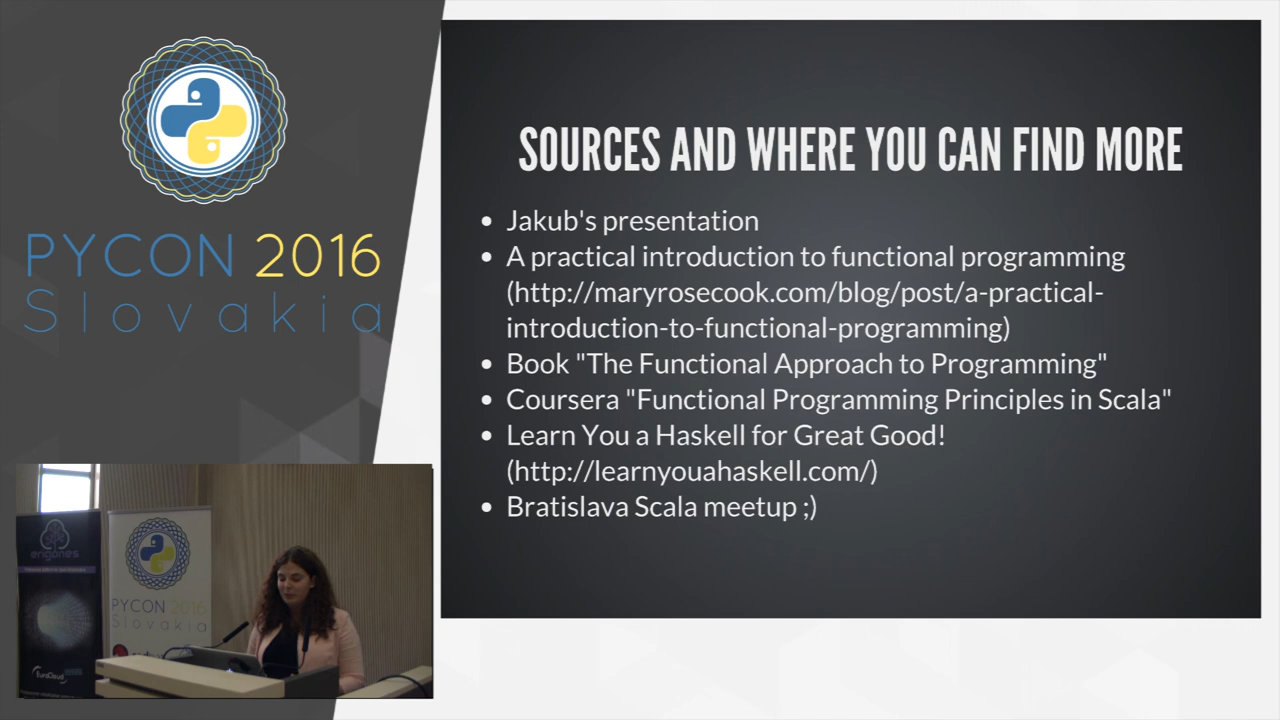 PYCON 2016
Slovakia
SOURCES AND WHERE YOU CAN FIND MORE
• Jakub's presentation
• A practical introduction to functional programming
(http://maryrosecook.com/blog/post/a-practical-
introduction-to-functional-programming)
• Book "The Functional Approach to Programming"
• Coursera "Functional Programming Principles in Scala"
• Learn You a Haskell for Great Good!
(http://learnyouahaskell.com/)
• Bratislava Scala meetup ;)
erigones
EuroCloud
PYCON 2016
Slovakia